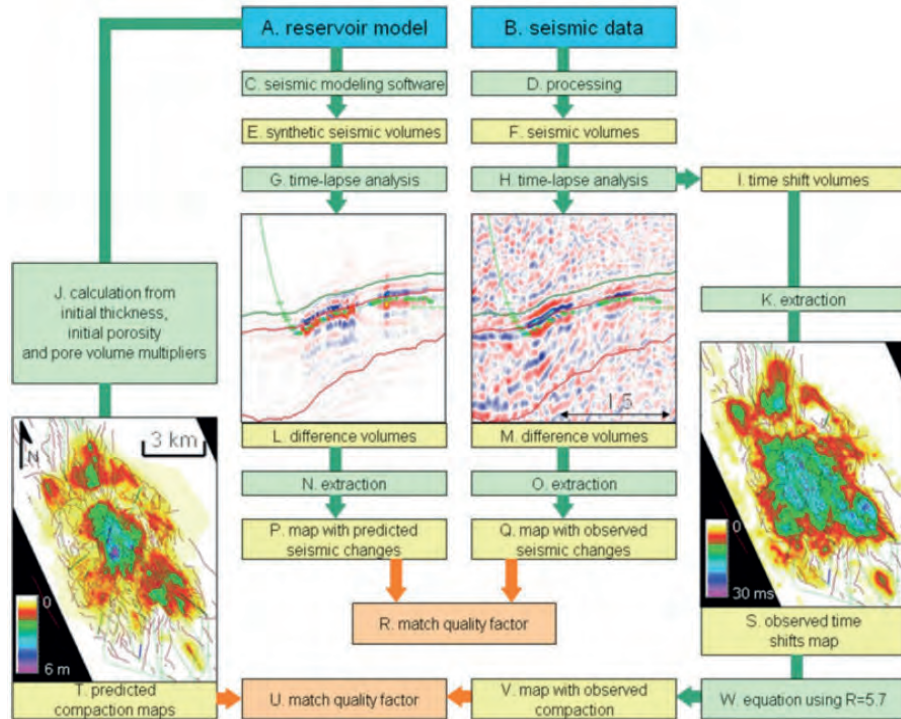 A. reservoir model
B. seismic data
C. seismic modeling software
D. processing
E. synthetic seismic volumes
F. seismic volumes
G. time-lapse analysis
H. time-lapse analysis
I. time shift volumes
J. calculation from
initial thickness,
initial porosity
and pore volume multipliers
K. extraction
1.5
L. difference volumes
M. difference volumes
N
3 km
N. extraction
O. extraction
P. map with predicted
seismic changes
Q. map with observed
seismic changes
0
30 ms
R. match quality factor
0
6 m
S. observed time
shifts map
T. predicted
compaction maps
U. match quality factor
V. map with observed
compaction
W. equation using R=5.7